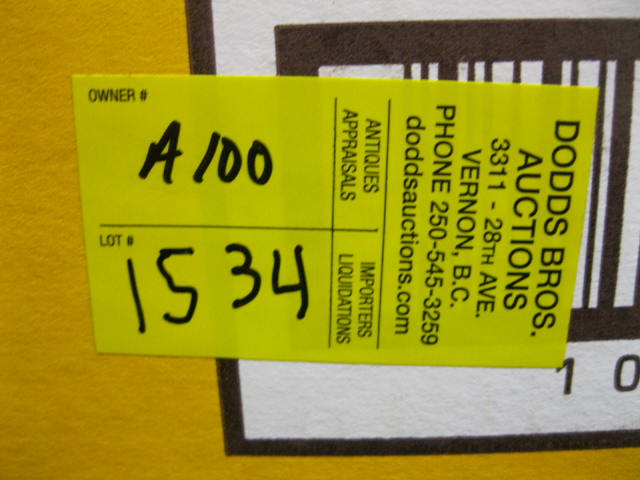 OWNER #
A 100
LOT #
1534
ANTIQUES
APPRAISALS
IMPORTERS
LIQUIDATIONS
DODDS BROS.
AUCTIONS
3311 - 28TH AVE.
VERNON, B.C.
PHONE 250-545-3259
doddsauctions.com
1 0